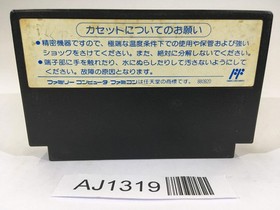 カセットについてのお願い
●精密機器ですので、極端な温度条件下での使用や保管および強い
ショックをさけてください。また、絶対に分解しないでください。
●端子部に手を触れたり、水にぬらしたりして汚さないようにして
ください。故障の原因となります。
ファミリーコンピュータ ファミコンは任天堂の商標です。
AJ1319